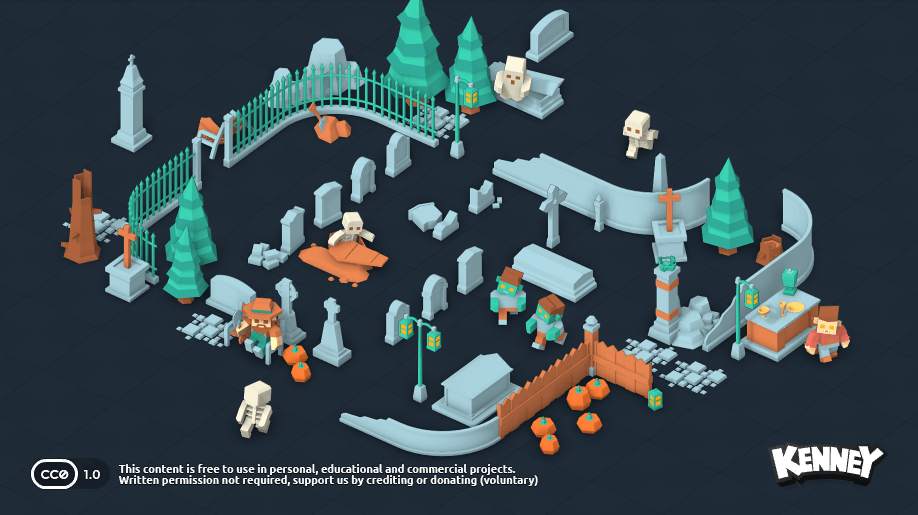 CC0 1.0
This content is free to use in personal, educational and commercial projects.
Written permission not required, support us by crediting or donating (voluntary)
KENNEY